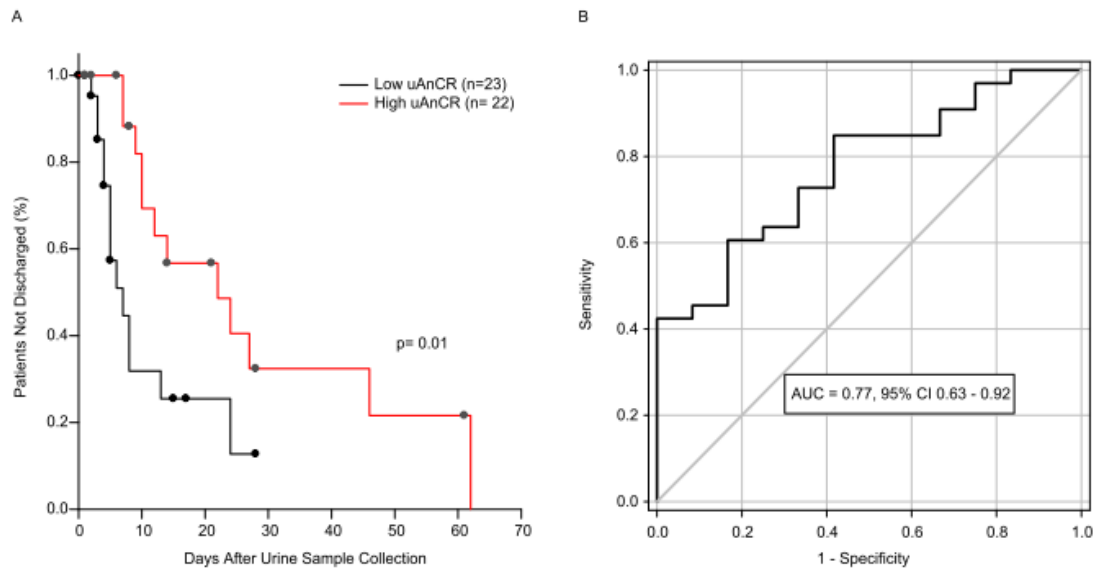 A
1.0
0.8
0.6
0.4
0.2
0.0
0
10
20
30
40
50
60
70
Patients Not Discharged (%)
Days After Urine Sample Collection
Low uAnCR (n=23)
High uAnCR (n= 22)
p= 0.01
B
1.0
0.8
0.6
0.4
0.2
0.0
0.0
0.2
0.4
0.6
0.8
1.0
Sensitivity
1 - Specificity
AUC = 0.77, 95% CI 0.63 - 0.92